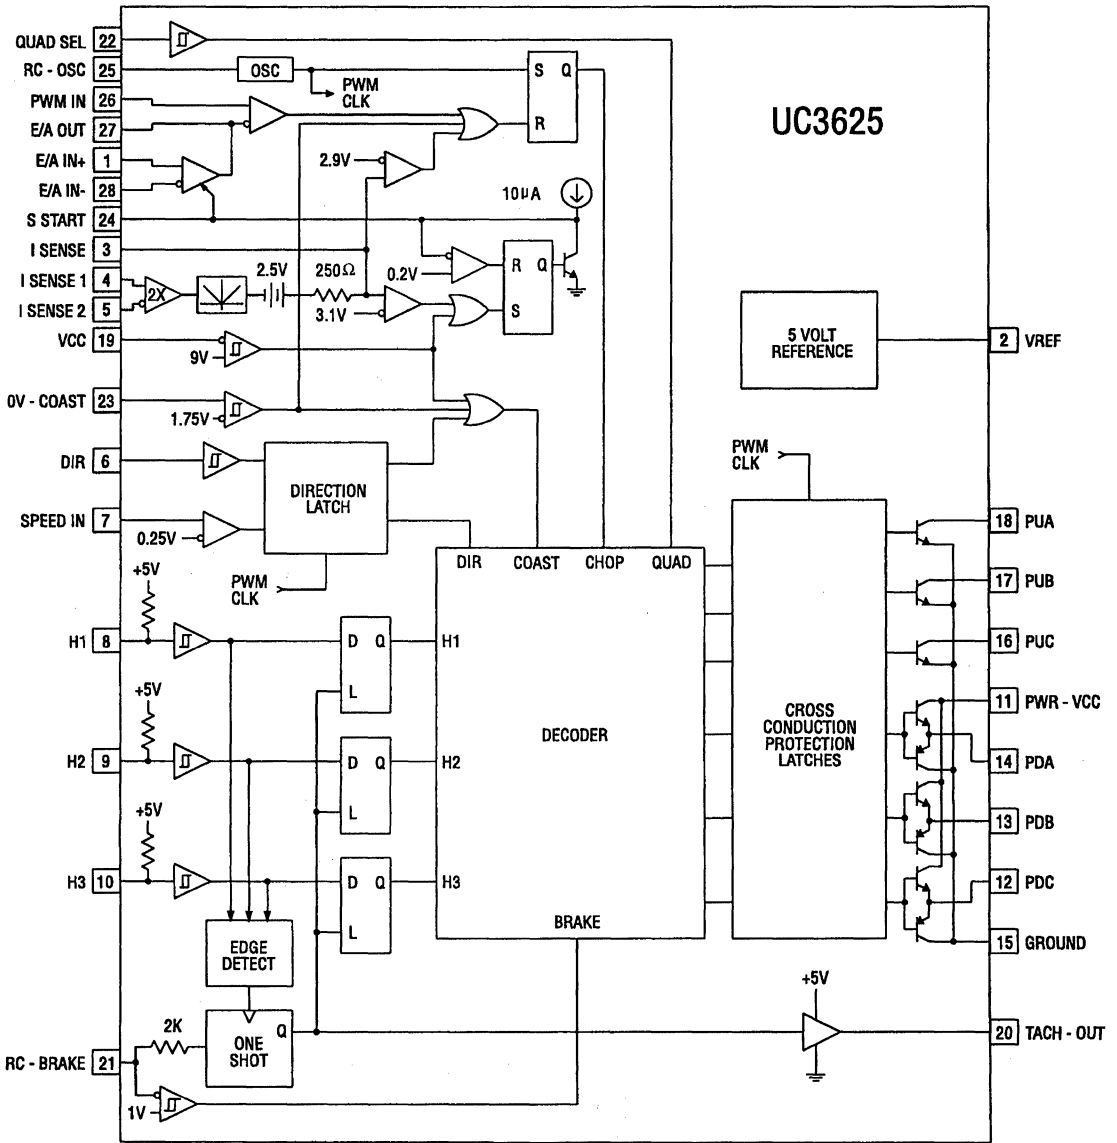 UC3625
QUAD SEL 22
RC - OSC 25
OSC
PWM
CLK
S Q
R
PWM IN 26
E/A OUT 27
E/A IN+ 1
E/A IN- 28
2.9V
10µA
S START 24
I SENSE 3
I SENSE 1 4
I SENSE 2 5
2X
2.5V
250Ω
3.1V
0.2V
R Q
S
VCC 19
9V
0V - COAST 23
1.75V
DIR 6
SPEED IN 7
0.25V
DIRECTION
LATCH
PWM
CLK
5 VOLT
REFERENCE
2 VREF
PWM
CLK
DIR COAST CHOP QUAD
+5V
H1 8
D Q
L
H1
+5V
H2 9
D Q
L
H2
+5V
H3 10
D Q
L
H3
DECODER
BRAKE
CROSS
CONDUCTION
PROTECTION
LATCHES
18 PUA
17 PUB
16 PUC
11 PWR - VCC
14 PDA
13 PDB
12 PDC
15 GROUND
EDGE
DETECT
2K
ONE
SHOT
Q
RC - BRAKE 21
1V
+5V
20 TACH - OUT